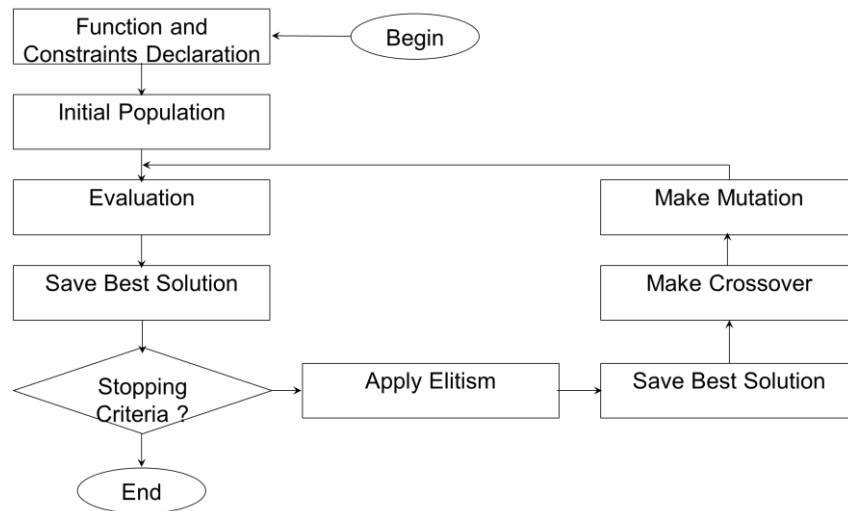 Function and
Constraints Declaration
Begin
Initial Population
Evaluation
Make Mutation
Save Best Solution
Make Crossover
Stopping
Criteria ?
Apply Elitism
Save Best Solution
End